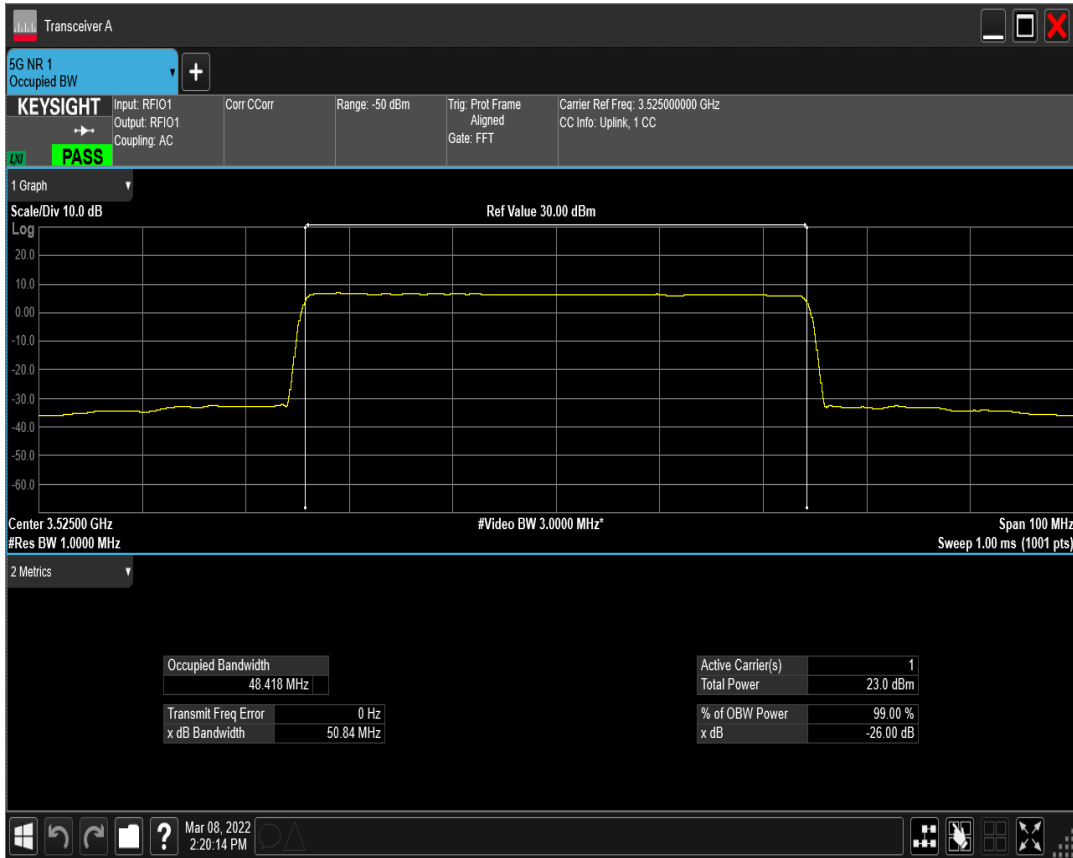 Transceiver A
5G NR 1
Occupied BW
+
KEYSIGHT
LXI
PASS
Input: RFIO1
Output: RFIO1
Coupling: AC
Corr CCorr
Range: -50 dBm
Trig: Prot Frame
Aligned
Gate: FFT
Carrier Ref Freq: 3.525000000 GHz
CC Info: Uplink, 1 CC
1 Graph
Scale/Div 10.0 dB
Ref Value 30.00 dBm
Log
20.0
10.0
0.00
-10.0
-20.0
-30.0
-40.0
-50.0
-60.0
Center 3.52500 GHz
#Video BW 3.0000 MHz*
Span 100 MHz
#Res BW 1.0000 MHz
Sweep 1.00 ms (1001 pts)
2 Metrics
Occupied Bandwidth
48.418 MHz
Transmit Freq Error 0 Hz
x dB Bandwidth 50.84 MHz
Active Carrier(s) 1
Total Power 23.0 dBm
% of OBW Power 99.00 %
x dB -26.00 dB
?
Mar 08, 2022
2:20:14 PM